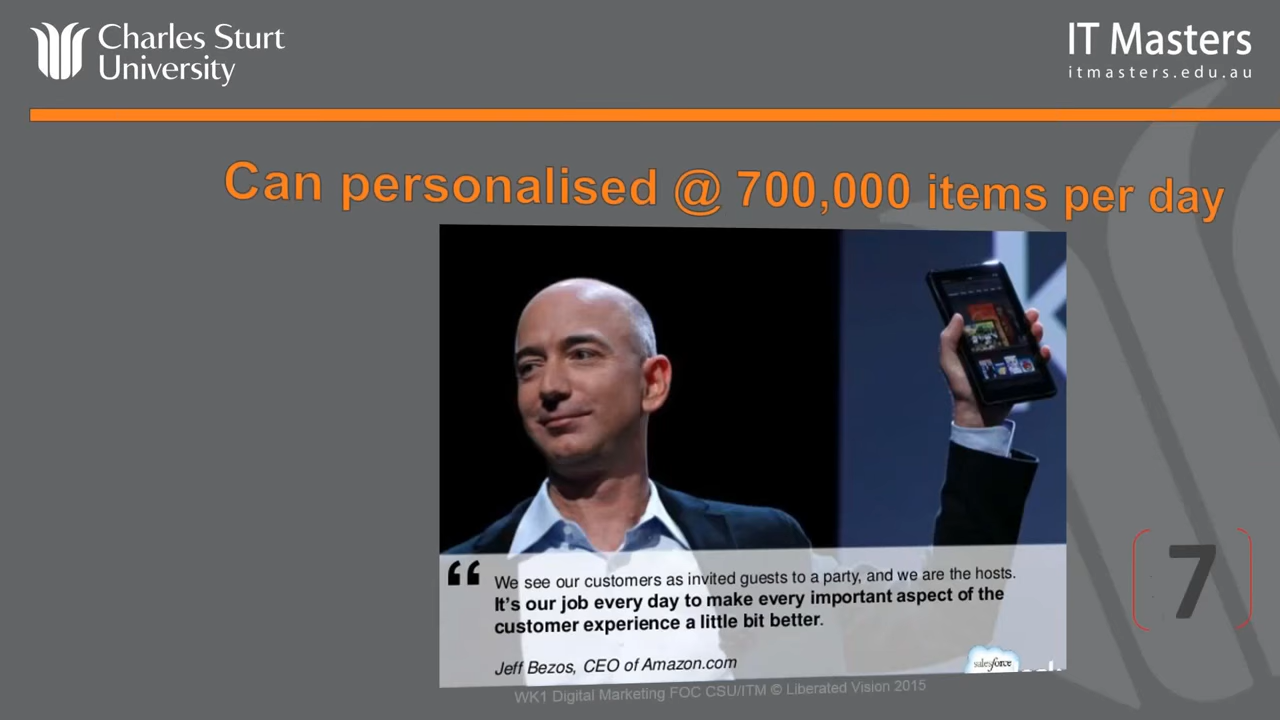 Charles Sturt
University
IT Masters
itmasters.edu.au
Can personalised @ 700,000 items per day
“ We see our customers as invited guests to a party, and we are the hosts.
It's our job every day to make every important aspect of the
customer experience a little bit better.
Jeff Bezos, CEO of Amazon.com
salesforce
7
WK1 Digital Marketing FOC CSU/ITM © Liberated Vision 2015